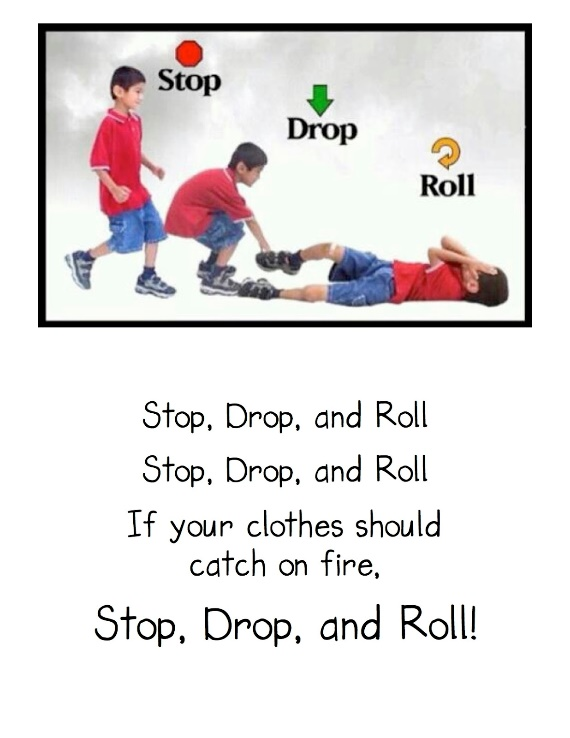 Stop
Drop
Roll
Stop, Drop, and Roll
Stop, Drop, and Roll
If your clothes should
catch on fire,
Stop, Drop, and Roll!